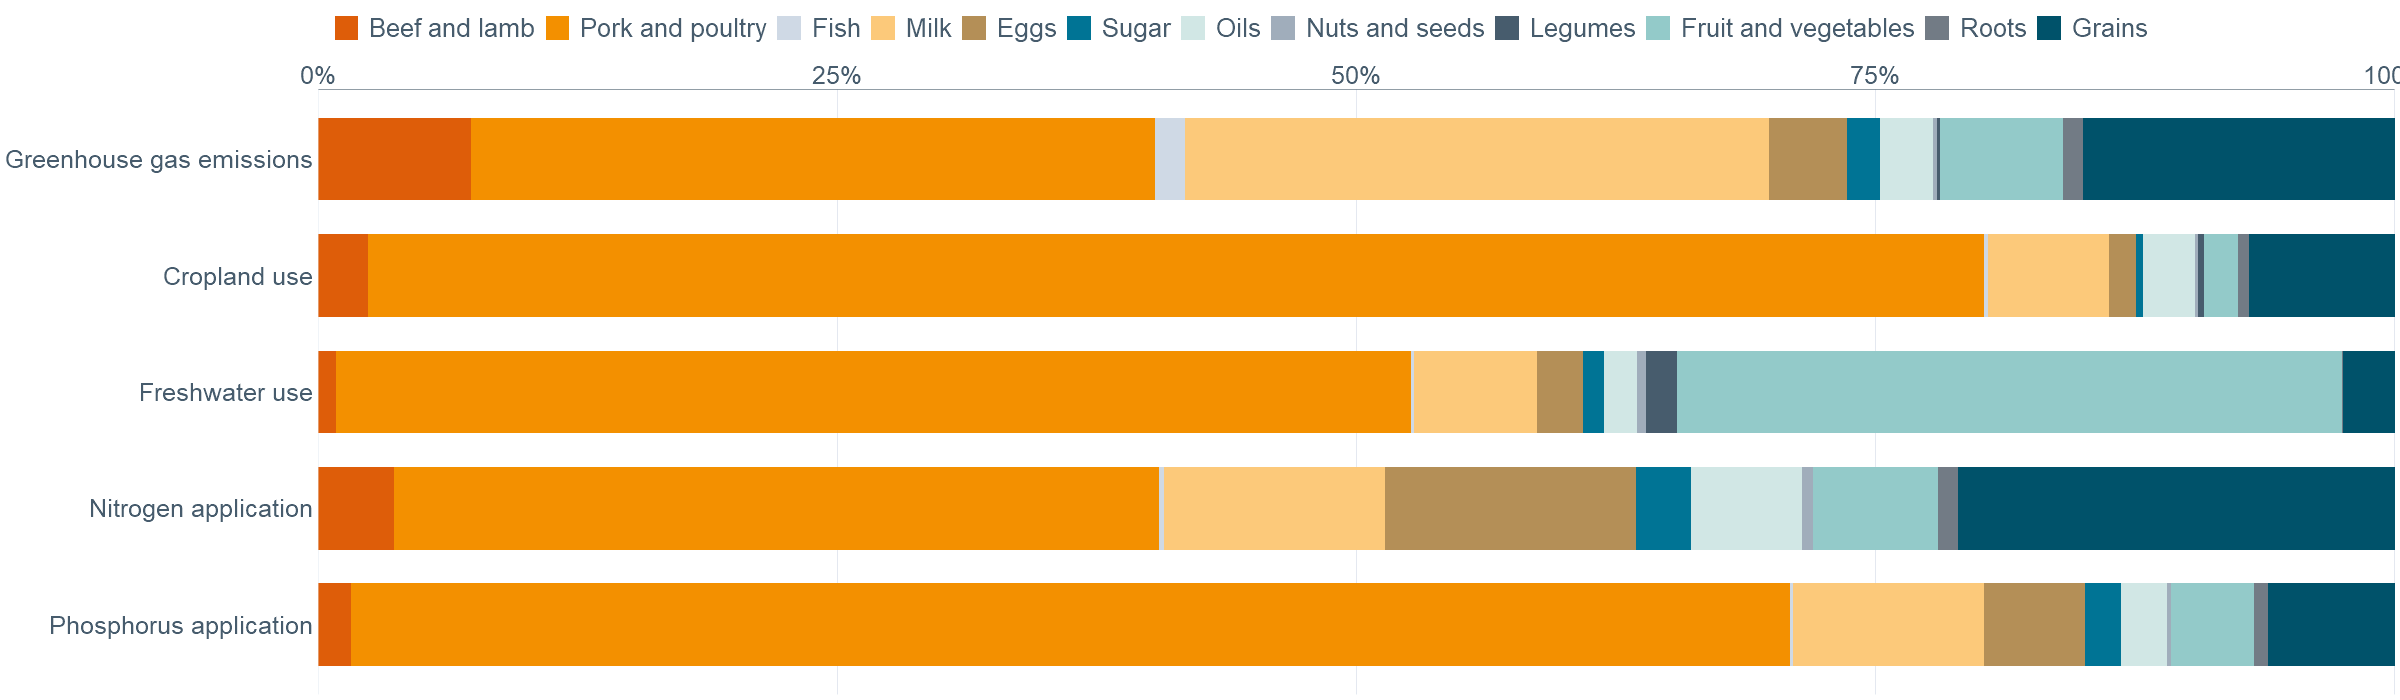 Beef and lamb Pork and poultry Fish Milk Eggs Sugar Oils Nuts and seeds Legumes Fruit and vegetables Roots Grains
0% 25% 50% 75% 100
Greenhouse gas emissions
Cropland use
Freshwater use
Nitrogen application
Phosphorus application